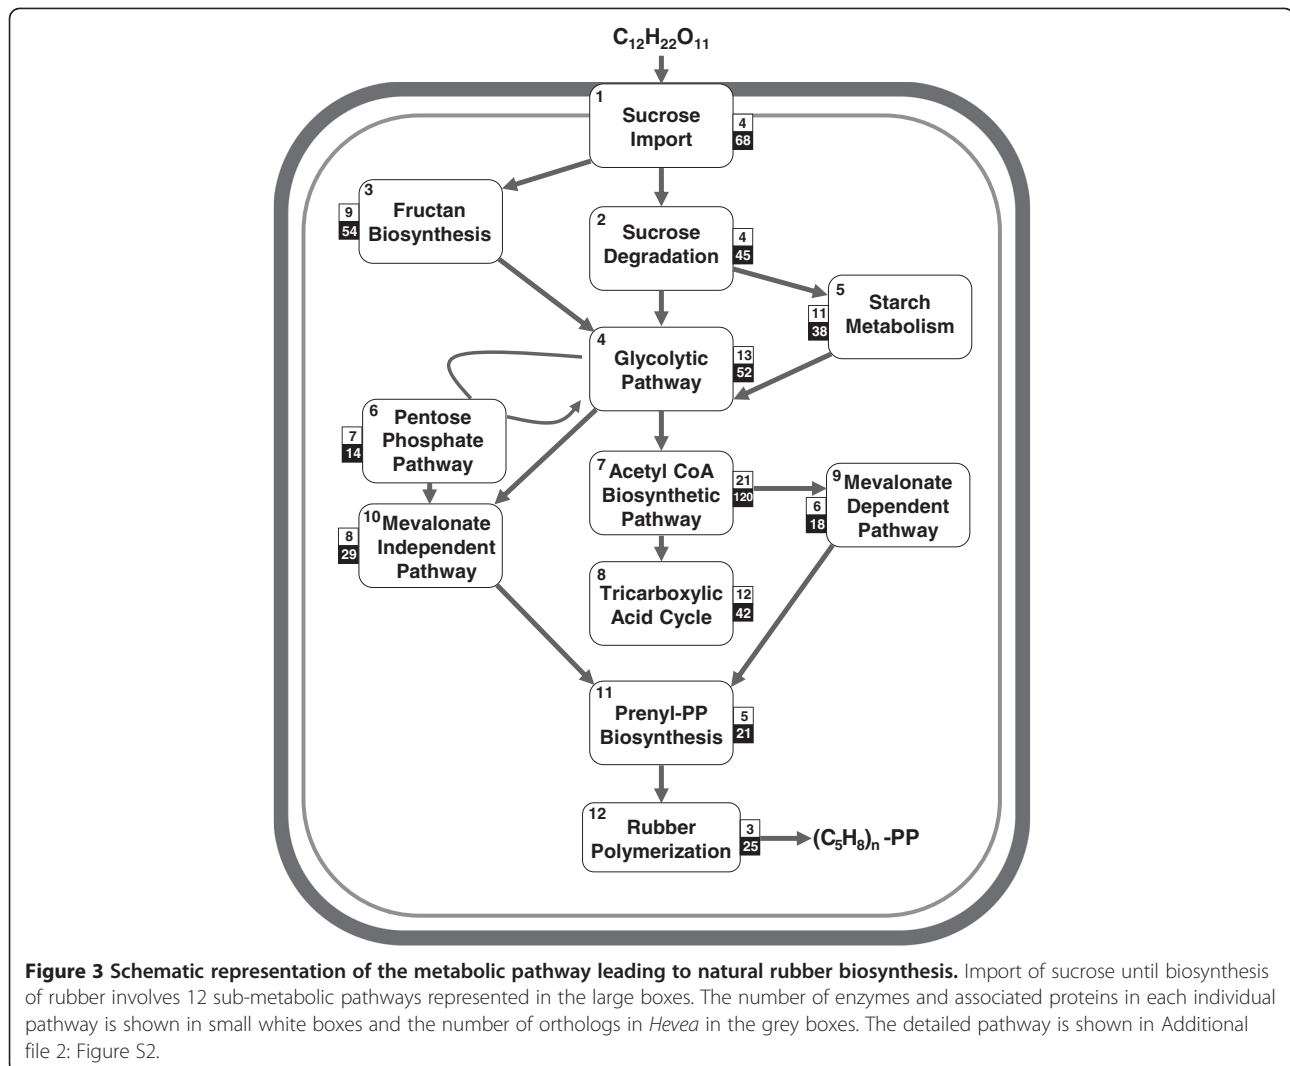 C12H22O11
1
Sucrose
Import
4
68
3
Fructan
Biosynthesis
9
54
2
Sucrose
Degradation
4
45
5
Starch
Metabolism
11
38
4
Glycolytic
Pathway
13
52
6
Pentose
Phosphate
Pathway
7
14
7
Acetyl CoA
Biosynthetic
Pathway
21
120
9
Mevalonate
Dependent
Pathway
6
18
10
Mevalonate
Independent
Pathway
8
29
8
Tricarboxylic
Acid Cycle
12
42
11
Prenyl-PP
Biosynthesis
5
21
12
Rubber
Polymerization
3
25
(C5H8)n -PP
Figure 3 Schematic representation of the metabolic pathway leading to natural rubber biosynthesis. Import of sucrose until biosynthesis
of rubber involves 12 sub-metabolic pathways represented in the large boxes. The number of enzymes and associated proteins in each individual
pathway is shown in small white boxes and the number of orthologs in Hevea in the grey boxes. The detailed pathway is shown in Additional
file 2: Figure S2.